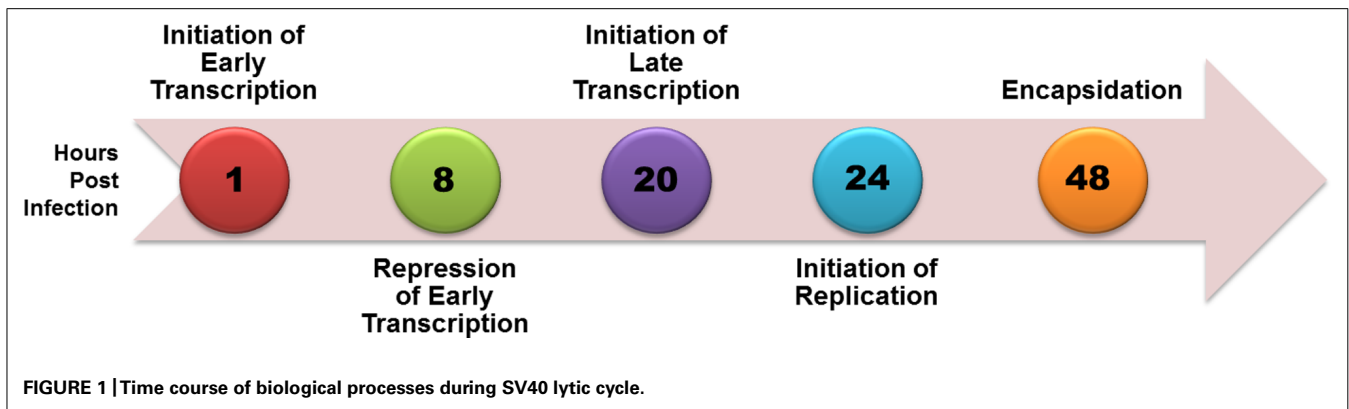 Initiation of
Early
Transcription
Initiation of
Late
Transcription
Encapsidation
Hours
Post
Infection
1
8
20
24
48
Repression
of Early
Transcription
Initiation of
Replication
FIGURE 1 | Time course of biological processes during SV40 lytic cycle.